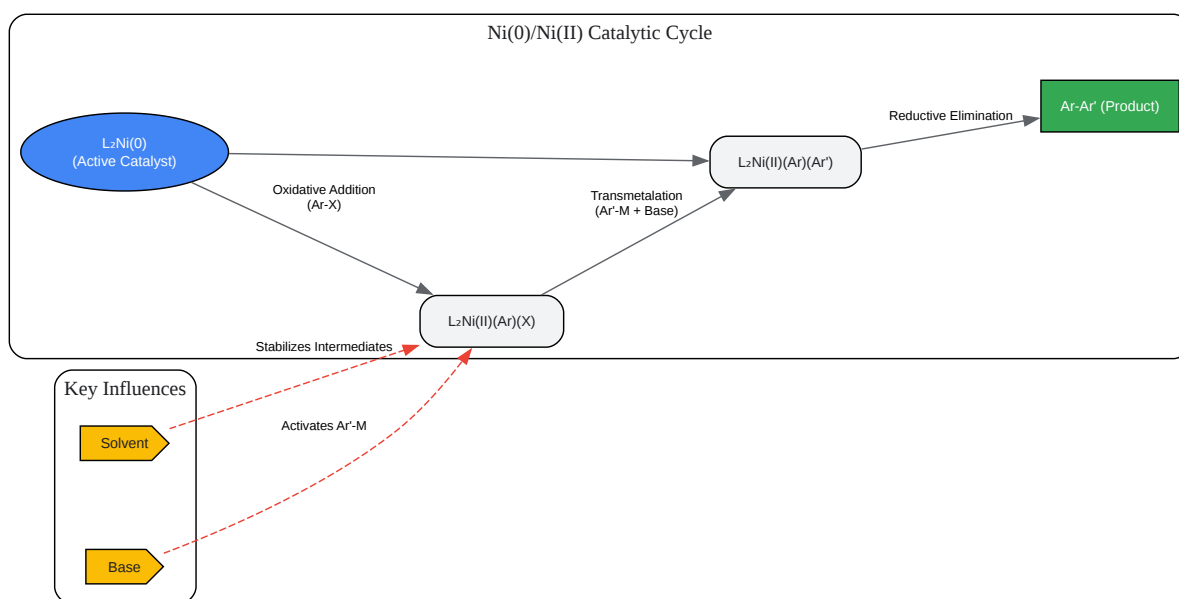 Ni(0)/Ni(II) Catalytic Cycle
L₂Ni(0)
(Active Catalyst)
Oxidative Addition
(Ar-X)
L₂Ni(II)(Ar)(X)
Transmetalation
(Ar'-M + Base)
L₂Ni(II)(Ar)(Ar')
Reductive Elimination
Ar-Ar' (Product)
Stabilizes Intermediates
Key Influences
Solvent
Activates Ar'-M
Base